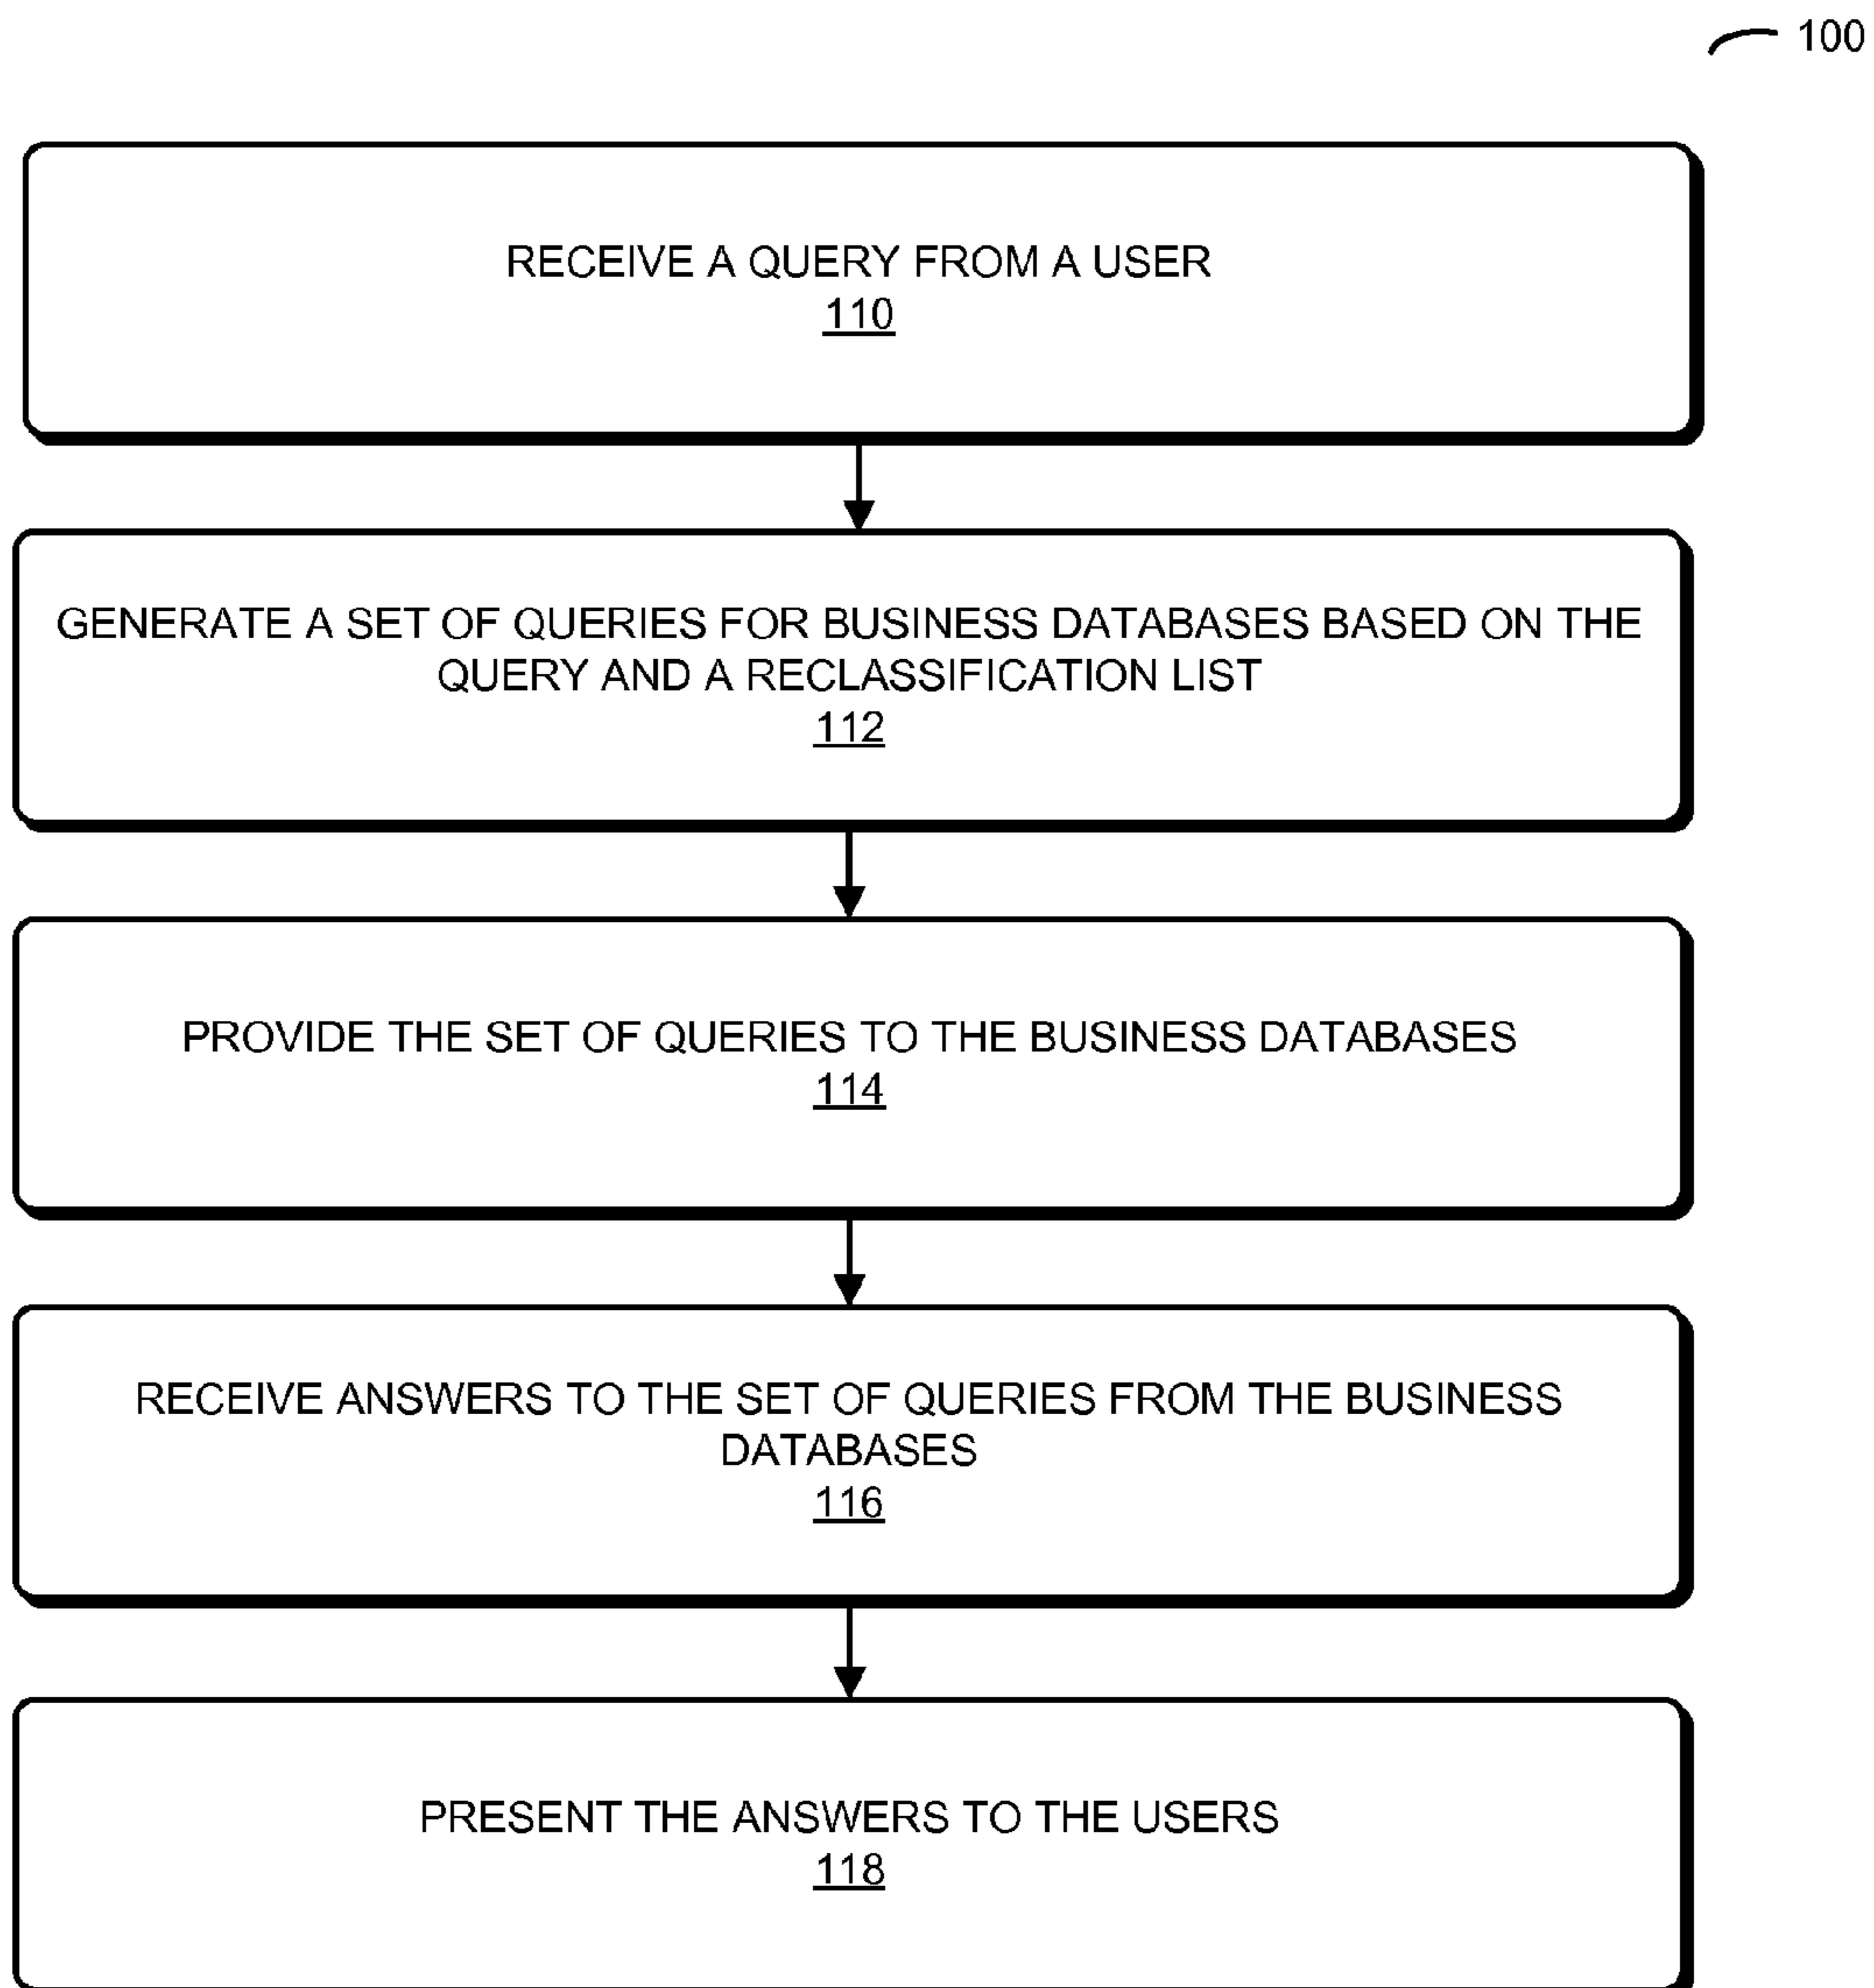 100
RECEIVE A QUERY FROM A USER
110
GENERATE A SET OF QUERIES FOR BUSINESS DATABASES BASED ON THE
QUERY AND A RECLASSIFICATION LIST
112
PROVIDE THE SET OF QUERIES TO THE BUSINESS DATABASES
114
RECEIVE ANSWERS TO THE SET OF QUERIES FROM THE BUSINESS
DATABASES
116
PRESENT THE ANSWERS TO THE USERS
118